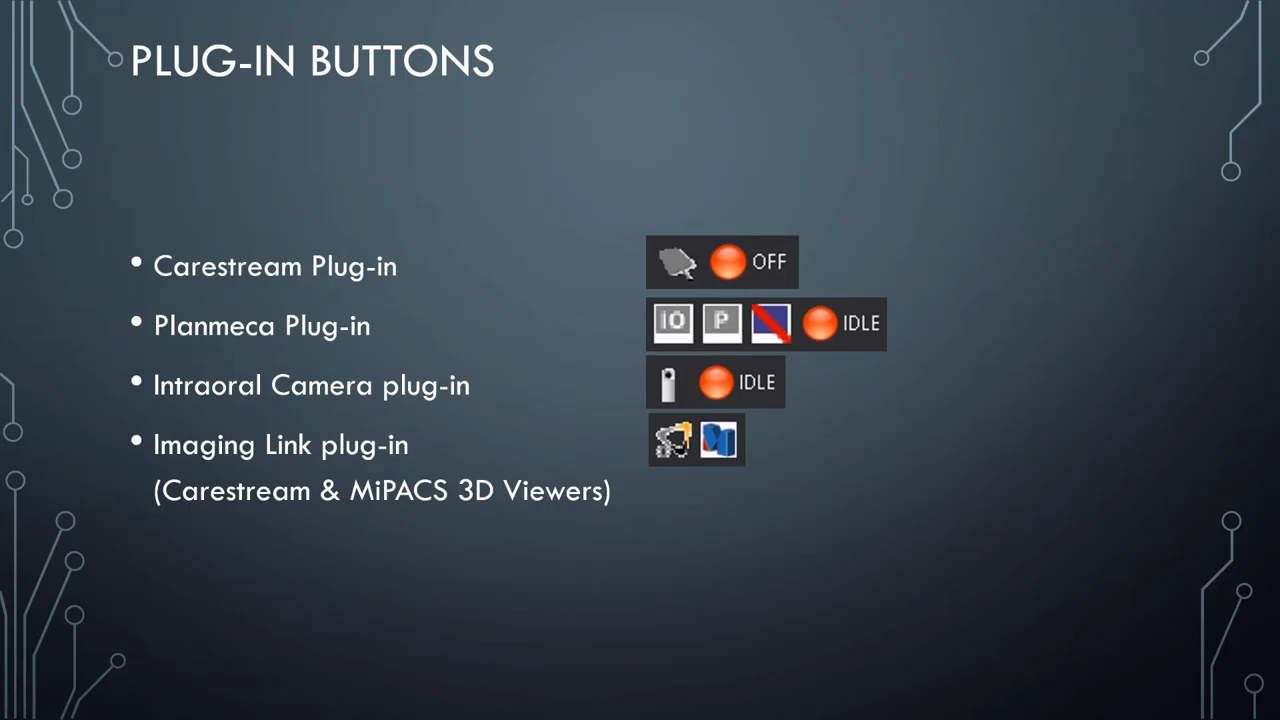 PLUG-IN BUTTONS
• Carestream Plug-in
OFF
• Planmeca Plug-in
IO P IDLE
• Intraoral Camera plug-in
IDLE
• Imaging Link plug-in
(Carestream & MiPACS 3D Viewers)